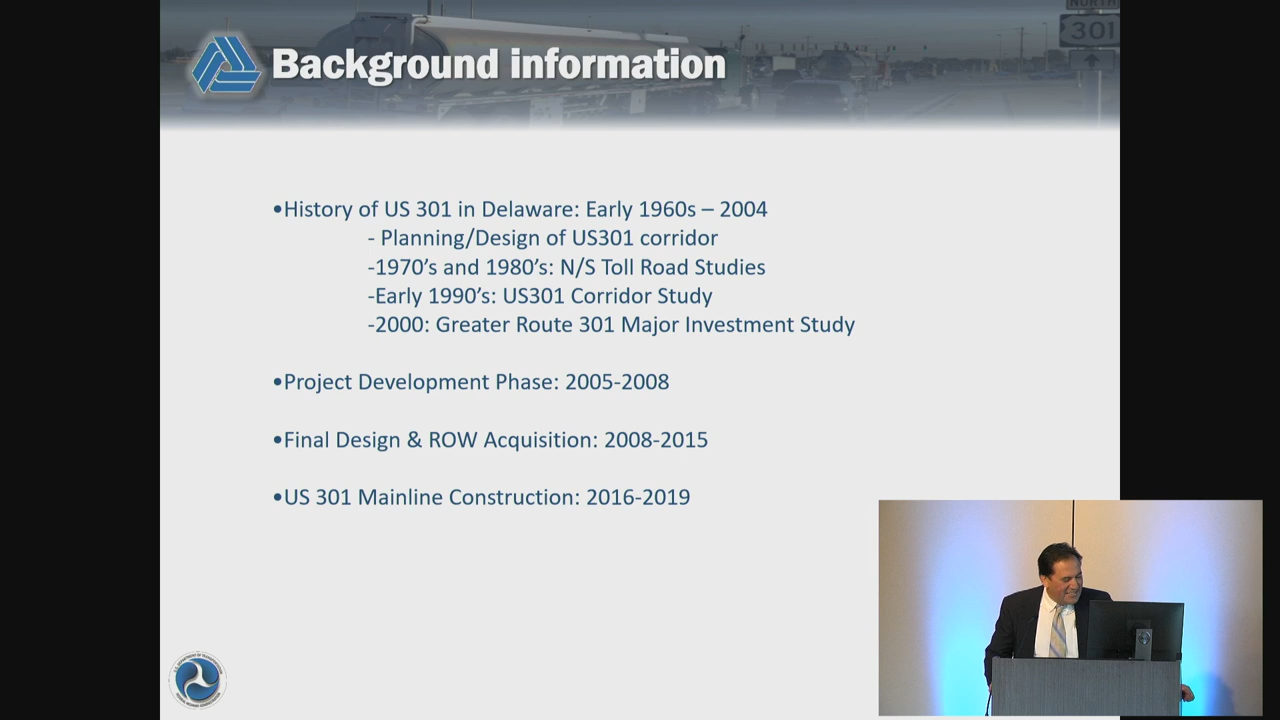 NORTH
301
Background information
•History of US 301 in Delaware: Early 1960s – 2004
- Planning/Design of US301 corridor
-1970’s and 1980’s: N/S Toll Road Studies
-Early 1990’s: US301 Corridor Study
-2000: Greater Route 301 Major Investment Study
•Project Development Phase: 2005-2008
•Final Design & ROW Acquisition: 2008-2015
•US 301 Mainline Construction: 2016-2019